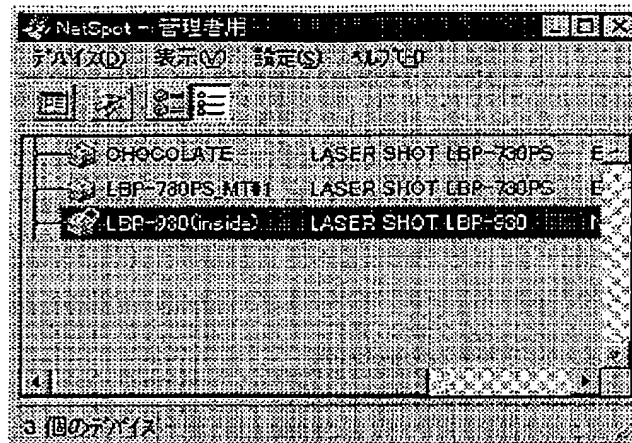 NetSpot - 管理者用
デバイス(D) 表示(V) 設定(S) ヘルプ(H)
CHOCOLATE LASER SHOT LBP-730PS E
LBP-730PS_MT#1 LASER SHOT LBP-730PS E
LBP-930(inside) LASER SHOT LBP-930 N
3 個のデバイス